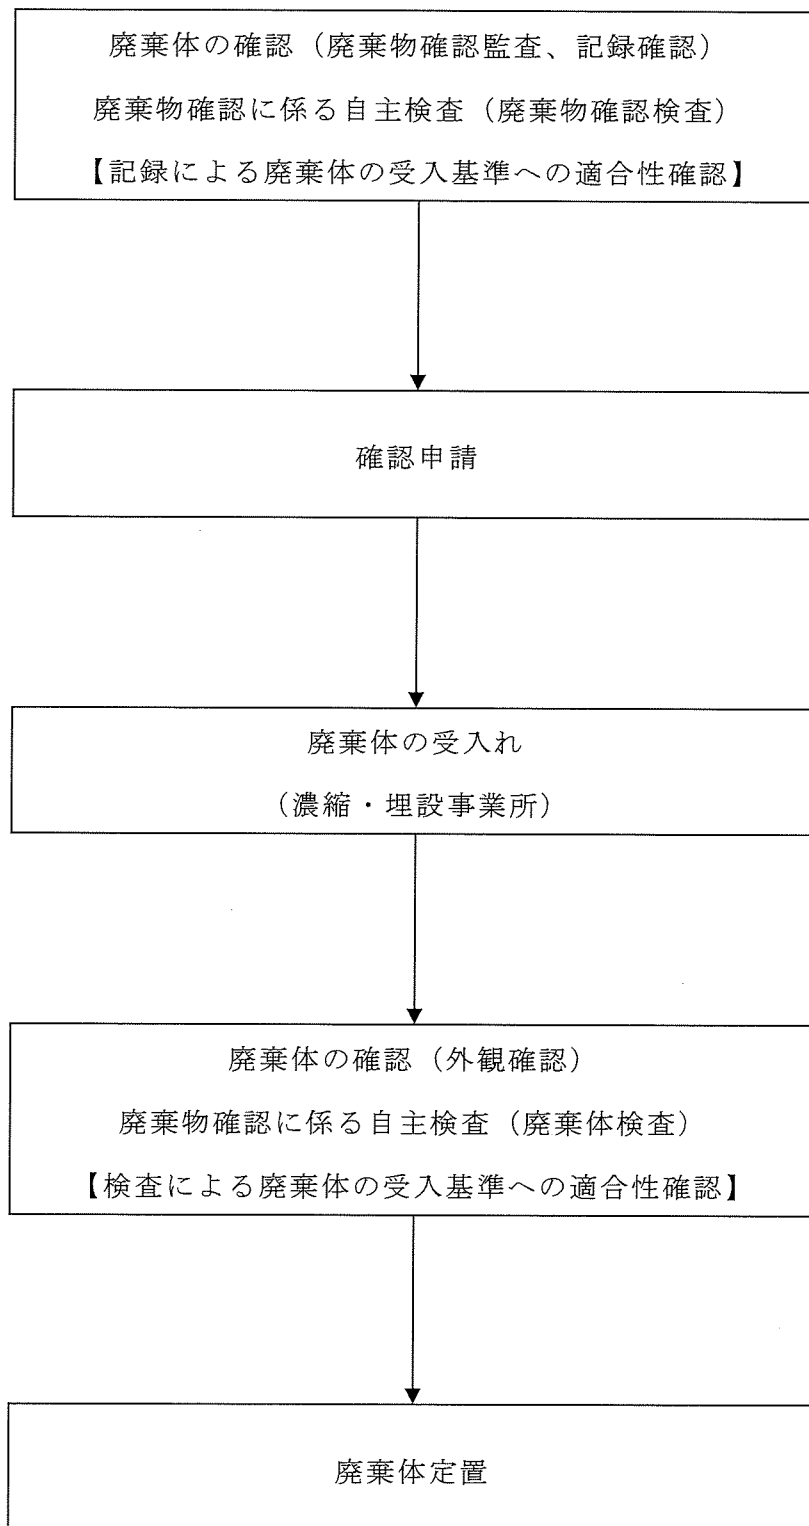 廃棄体の確認（廃棄物確認監査、記録確認）
廃棄物確認に係る自主検査（廃棄物確認検査）
【記録による廃棄体の受入基準への適合性確認】
確認申請
廃棄体の受入れ
（濃縮・埋設事業所）
廃棄体の確認（外観確認）
廃棄物確認に係る自主検査（廃棄体検査）
【検査による廃棄体の受入基準への適合性確認】
廃棄体定置